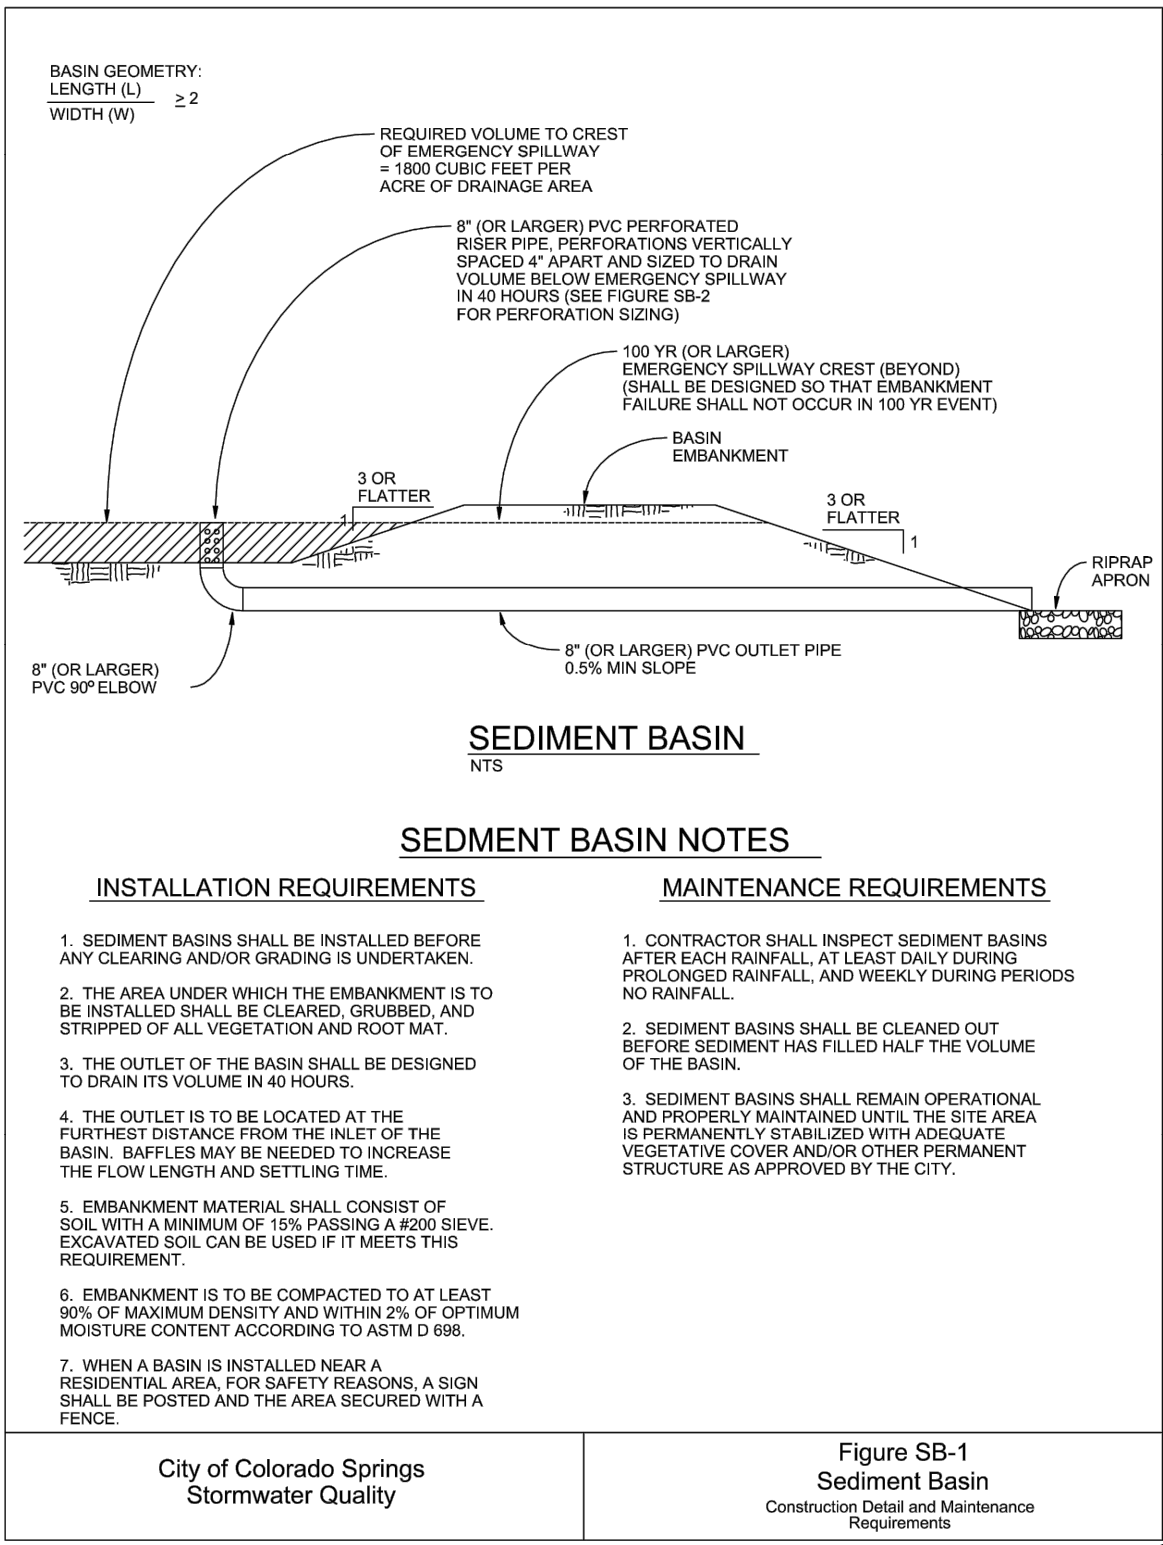 BASIN GEOMETRY:
LENGTH (L)
WIDTH (W)
≥ 2
REQUIRED VOLUME TO CREST
OF EMERGENCY SPILLWAY
= 1800 CUBIC FEET PER
ACRE OF DRAINAGE AREA
8" (OR LARGER) PVC PERFORATED
RISER PIPE, PERFORATIONS VERTICALLY
SPACED 4" APART AND SIZED TO DRAIN
VOLUME BELOW EMERGENCY SPILLWAY
IN 40 HOURS (SEE FIGURE SB-2
FOR PERFORATION SIZING)
100 YR (OR LARGER)
EMERGENCY SPILLWAY CREST (BEYOND)
(SHALL BE DESIGNED SO THAT EMBANKMENT
FAILURE SHALL NOT OCCUR IN 100 YR EVENT)
BASIN
EMBANKMENT
3 OR
FLATTER
1
3 OR
FLATTER
1
RIPRAP
APRON
8" (OR LARGER) PVC OUTLET PIPE
0.5% MIN SLOPE
8" (OR LARGER)
PVC 90º ELBOW
SEDIMENT BASIN
NTS
SEDMENT BASIN NOTES
INSTALLATION REQUIREMENTS
1. SEDIMENT BASINS SHALL BE INSTALLED BEFORE
ANY CLEARING AND/OR GRADING IS UNDERTAKEN.
2. THE AREA UNDER WHICH THE EMBANKMENT IS TO
BE INSTALLED SHALL BE CLEARED, GRUBBED, AND
STRIPPED OF ALL VEGETATION AND ROOT MAT.
3. THE OUTLET OF THE BASIN SHALL BE DESIGNED
TO DRAIN ITS VOLUME IN 40 HOURS.
4. THE OUTLET IS TO BE LOCATED AT THE
FURTHEST DISTANCE FROM THE INLET OF THE
BASIN. BAFFLES MAY BE NEEDED TO INCREASE
THE FLOW LENGTH AND SETTLING TIME.
5. EMBANKMENT MATERIAL SHALL CONSIST OF
SOIL WITH A MINIMUM OF 15% PASSING A #200 SIEVE.
EXCAVATED SOIL CAN BE USED IF IT MEETS THIS
REQUIREMENT.
6. EMBANKMENT IS TO BE COMPACTED TO AT LEAST
90% OF MAXIMUM DENSITY AND WITHIN 2% OF OPTIMUM
MOISTURE CONTENT ACCORDING TO ASTM D 698.
7. WHEN A BASIN IS INSTALLED NEAR A
RESIDENTIAL AREA, FOR SAFETY REASONS, A SIGN
SHALL BE POSTED AND THE AREA SECURED WITH A
FENCE.
MAINTENANCE REQUIREMENTS
1. CONTRACTOR SHALL INSPECT SEDIMENT BASINS
AFTER EACH RAINFALL, AT LEAST DAILY DURING
PROLONGED RAINFALL, AND WEEKLY DURING PERIODS
NO RAINFALL.
2. SEDIMENT BASINS SHALL BE CLEANED OUT
BEFORE SEDIMENT HAS FILLED HALF THE VOLUME
OF THE BASIN.
3. SEDIMENT BASINS SHALL REMAIN OPERATIONAL
AND PROPERLY MAINTAINED UNTIL THE SITE AREA
IS PERMANENTLY STABILIZED WITH ADEQUATE
VEGETATIVE COVER AND/OR OTHER PERMANENT
STRUCTURE AS APPROVED BY THE CITY.
City of Colorado Springs
Stormwater Quality
Figure SB-1
Sediment Basin
Construction Detail and Maintenance
Requirements